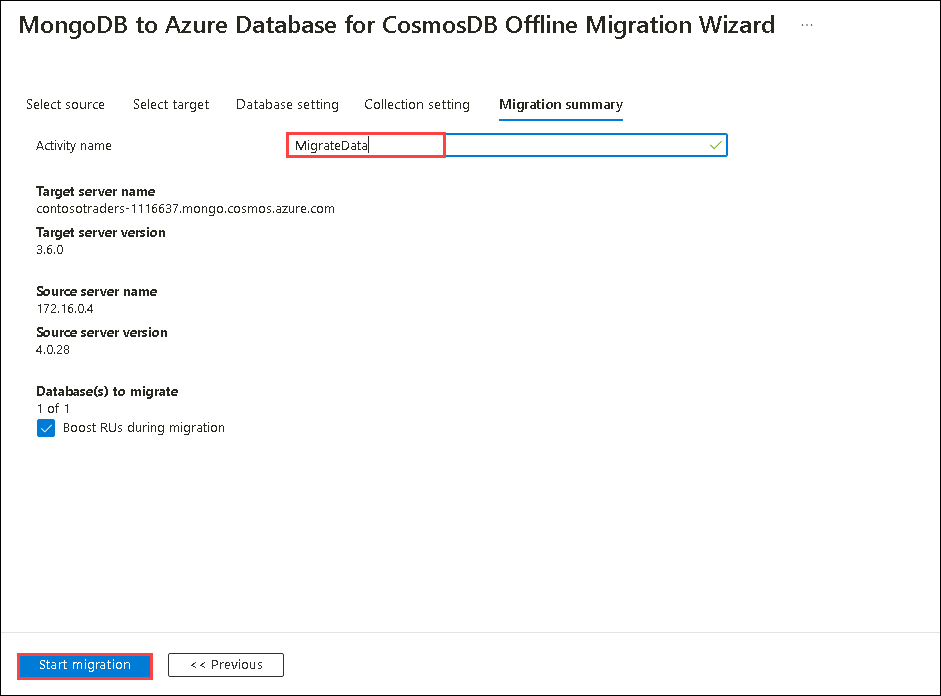 MongoDB to Azure Database for CosmosDB Offline Migration Wizard ...
Select source Select target Database setting Collection setting Migration summary
Activity name MigrateData
Target server name
contosotraders-1116637.mongo.cosmos.azure.com
Target server version
3.6.0
Source server name
172.16.0.4
Source server version
4.0.28
Database(s) to migrate
1 of 1
Boost RUs during migration
Start migration << Previous